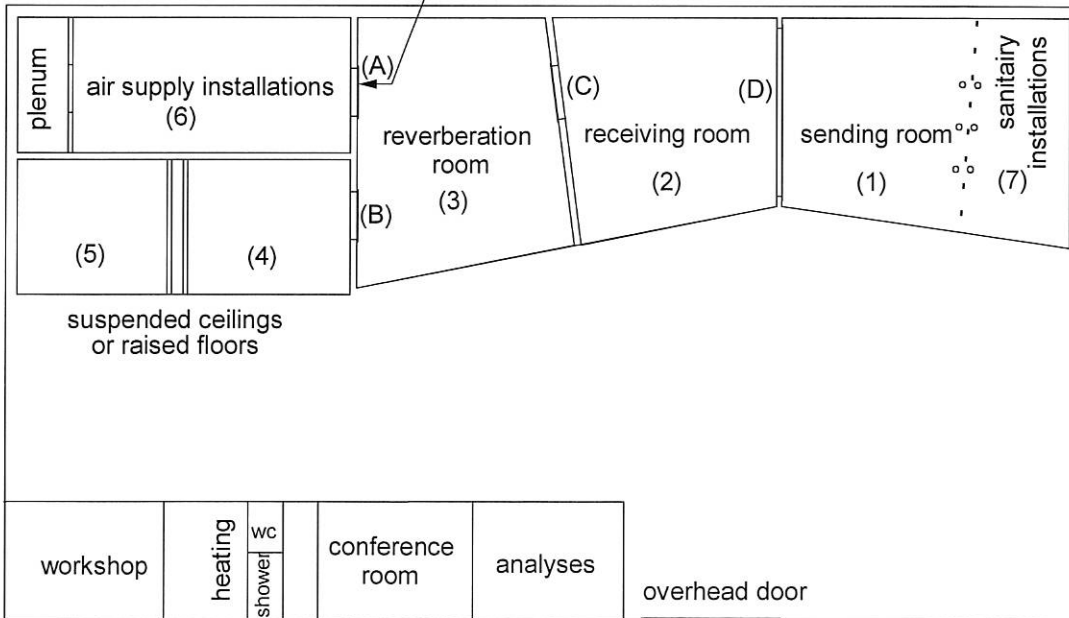 plenum
air supply installations
(6)
(A)
reverberation
room
(3)
(B)
(C)
receiving room
(2)
(D)
sending room
(1)
sanitairy
installations
(7)
(5)
(4)
suspended ceilings
or raised floors
workshop
heating
wc
shower
conference
room
analyses
overhead door